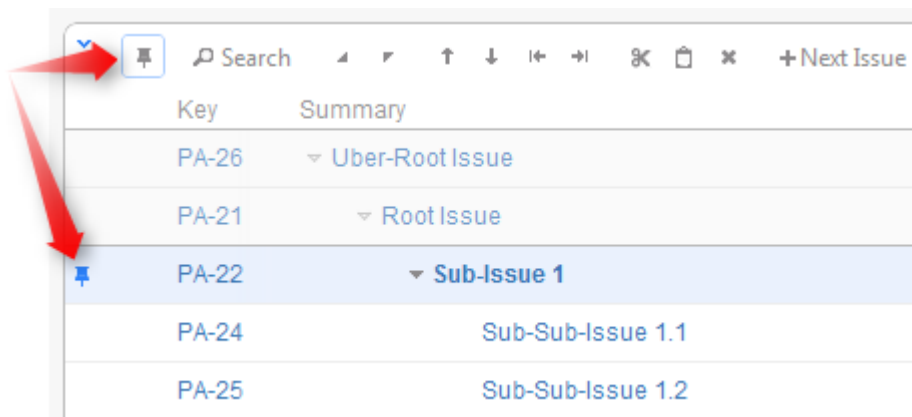 Search + Next Issue
Key Summary
PA-26 Uber-Root Issue
PA-21 Root Issue
PA-22 Sub-Issue 1
PA-24 Sub-Sub-Issue 1.1
PA-25 Sub-Sub-Issue 1.2